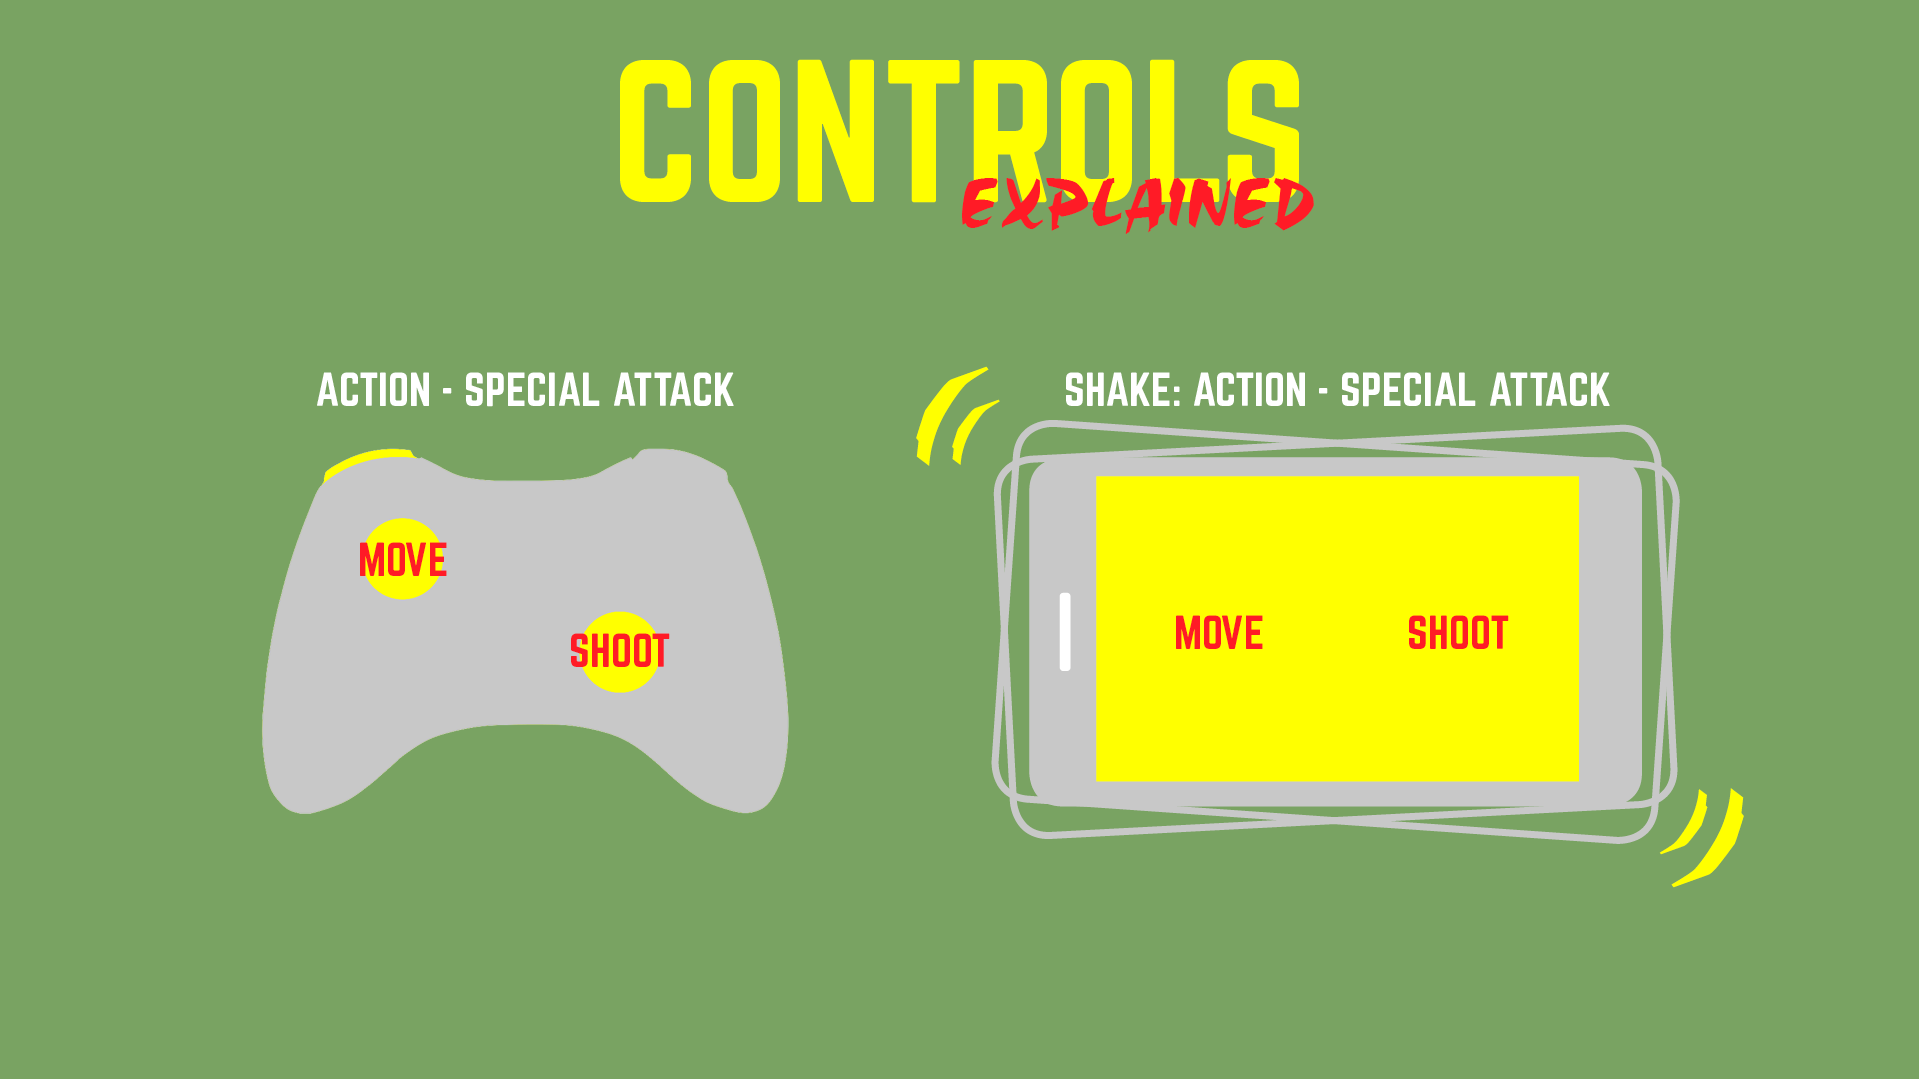 CONTROLS
EXPLAINED
ACTION - SPECIAL ATTACK
MOVE
SHOOT
SHAKE: ACTION - SPECIAL ATTACK
MOVE SHOOT